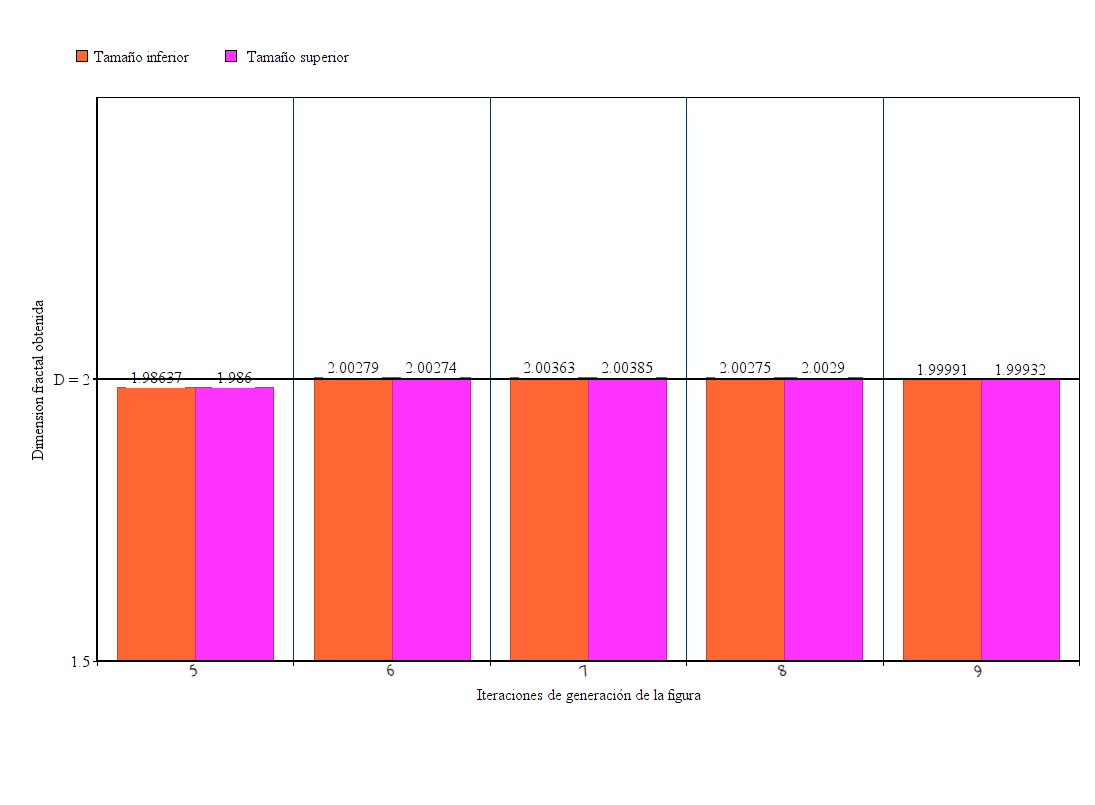 Tamaño inferior Tamaño superior
Dimension fractal obtenida
2.00279 2.00274 2.00363 2.00385 2.00275 2.0029 1.99991 1.99932
D = 2 1.98637 1.986
1.5
5 6 7 8 9
Iteraciones de generación de la figura